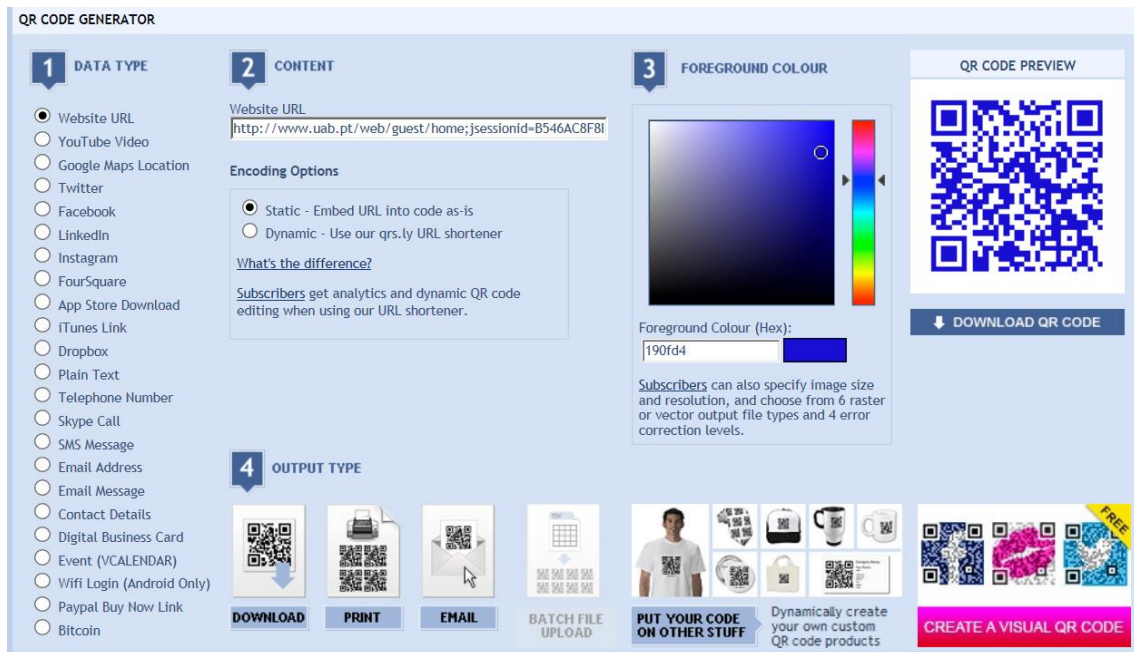 QR CODE GENERATOR
1 DATA TYPE
Website URL
YouTube Video
Google Maps Location
Twitter
Facebook
LinkedIn
Instagram
FourSquare
App Store Download
iTunes Link
Dropbox
Plain Text
Telephone Number
Skype Call
SMS Message
Email Address
Email Message
Contact Details
Digital Business Card
Event (VCALENDAR)
Wifi Login (Android Only)
Paypal Buy Now Link
Bitcoin
2 CONTENT
Website URL
http://www.uab.pt/web/guest/home;jsessionid=B546AC8F8
Encoding Options
Static - Embed URL into code as-is
Dynamic - Use our qrs.ly URL shortener
What's the difference?
Subscribers get analytics and dynamic QR code
editing when using our URL shortener.
3 FOREGROUND COLOUR
Foreground Colour (Hex):
190fd4
Subscribers can also specify image size
and resolution, and choose from 6 raster
or vector output file types and 4 error
correction levels.
QR CODE PREVIEW
DOWNLOAD QR CODE
4 OUTPUT TYPE
DOWNLOAD
PRINT
EMAIL
BATCH FILE
UPLOAD
PUT YOUR CODE
ON OTHER STUFF
Dynamically create
your own custom
QR code products
FREE
CREATE A VISUAL QR CODE